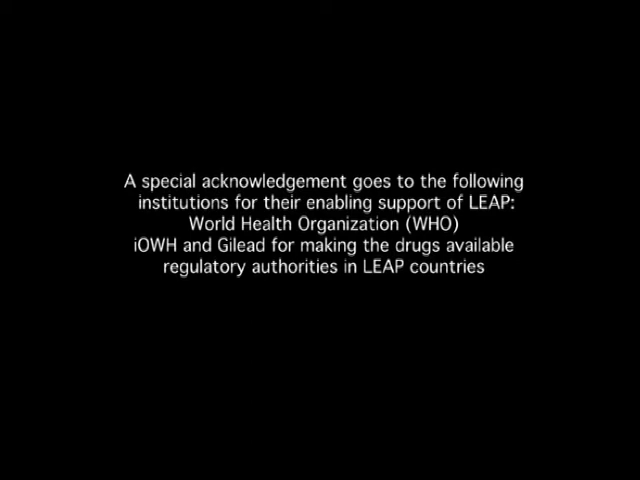 A special acknowledgement goes to the following
institutions for their enabling support of LEAP:
World Health Organization (WHO)
iOWH and Gilead for making the drugs available
regulatory authorities in LEAP countries